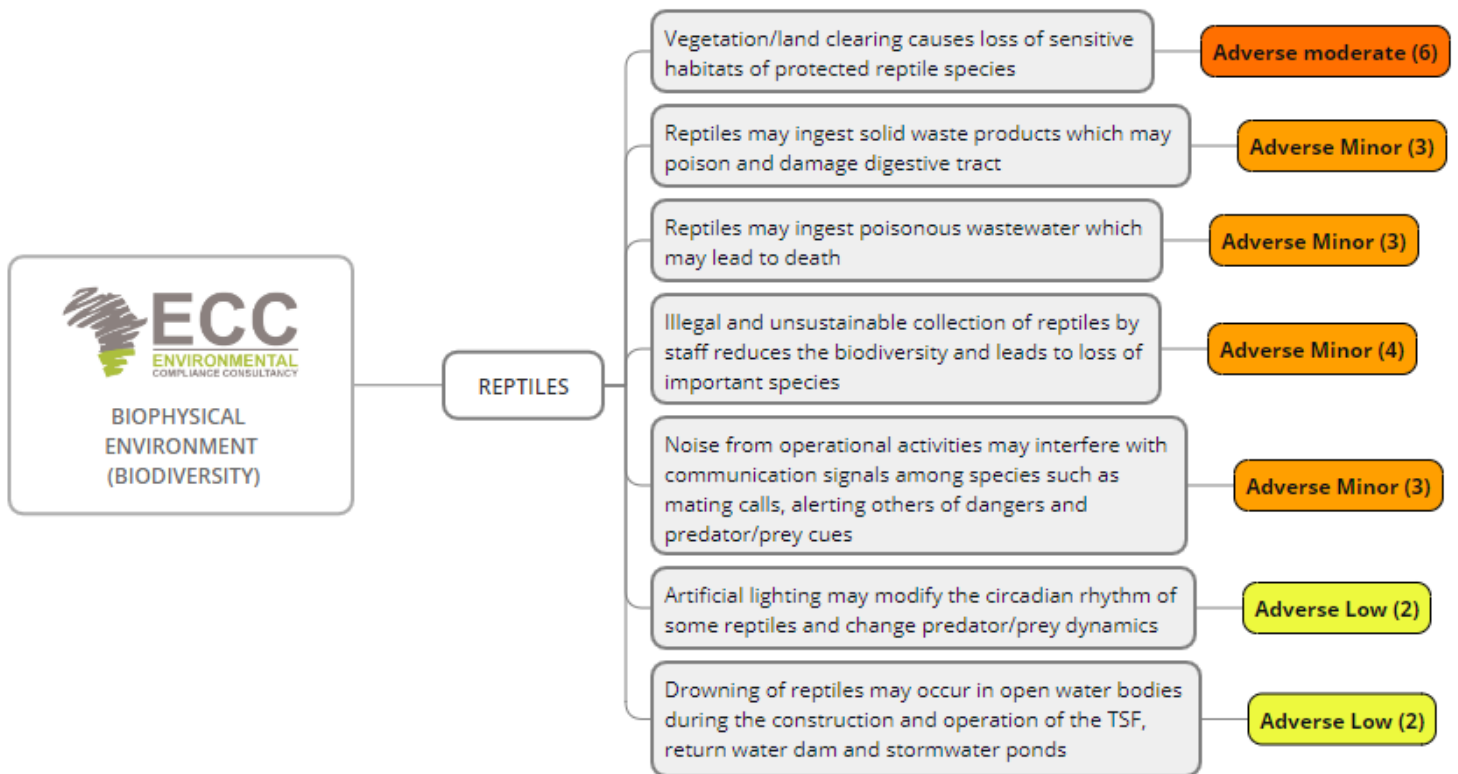 ECC
ENVIRONMENTAL
COMPLIANCE CONSULTANCY
BIOPHYSICAL
ENVIRONMENT
(BIODIVERSITY)
REPTILES
Vegetation/land clearing causes loss of sensitive
habitats of protected reptile species
Adverse moderate (6)
Reptiles may ingest solid waste products which may
poison and damage digestive tract
Adverse Minor (3)
Reptiles may ingest poisonous wastewater which
may lead to death
Adverse Minor (3)
Illegal and unsustainable collection of reptiles by
staff reduces the biodiversity and leads to loss of
important species
Adverse Minor (4)
Noise from operational activities may interfere with
communication signals among species such as
mating calls, alerting others of dangers and
predator/prey cues
Adverse Minor (3)
Artificial lighting may modify the circadian rhythm of
some reptiles and change predator/prey dynamics
Adverse Low (2)
Drowning of reptiles may occur in open water bodies
during the construction and operation of the TSF,
return water dam and stormwater ponds
Adverse Low (2)